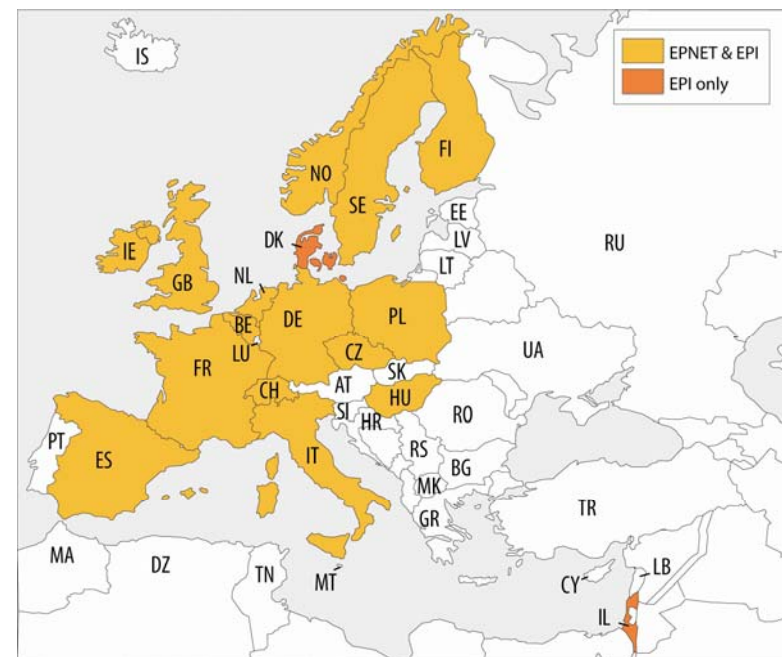 IS
EPNET & EPI
EPI only
NO
FI
SE
EE
LV
LT
RU
DK
IE
GB
NL
BE
LU
DE
PL
CZ
SK
UA
FR
CH
AT
HU
SI
HR
RO
PT
ES
IT
RS
BG
MK
GR
TR
MA
DZ
TN
MT
CY
LB
IL